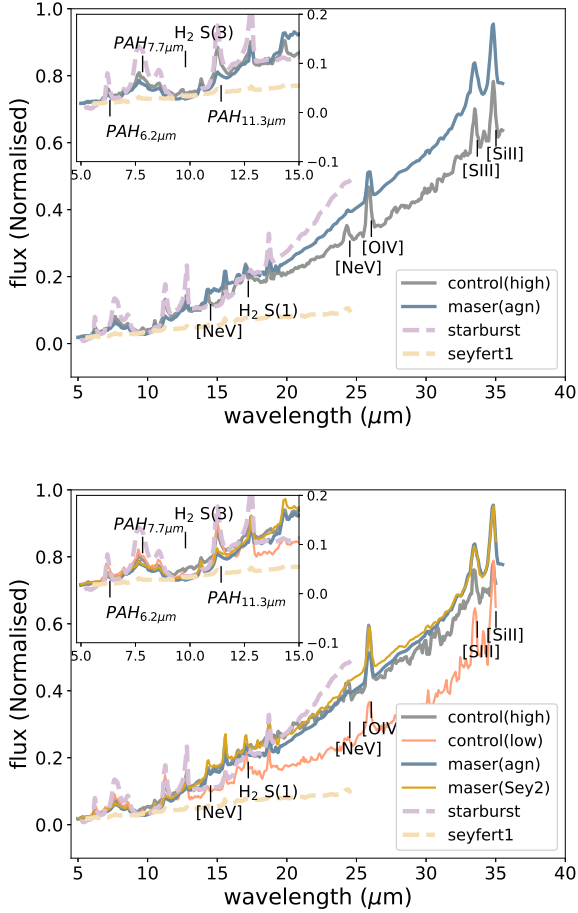 1.0
0.8
0.6
0.4
0.2
0.0
flux (Normalised)
5 10 15 20 25 30 35 40
wavelength (μm)
0.2
0.1
0.0
−0.1
5.0 7.5 10.0 12.5 15.0
PAH7.7μm
H2 S(3)
PAH6.2μm
PAH11.3μm
[NeV]
H2 S(1)
[NeV]
[OIV]
[SIII]
[SiII]
control(high)
maser(agn)
starburst
seyfert1
1.0
0.8
0.6
0.4
0.2
0.0
flux (Normalised)
5 10 15 20 25 30 35 40
wavelength (μm)
0.2
0.1
0.0
−0.1
5.0 7.5 10.0 12.5 15.0
PAH7.7μm
H2 S(3)
PAH6.2μm
PAH11.3μm
[NeV]
H2 S(1)
[NeV]
[OIV
[SIII]
[SiII]
control(high)
control(low)
maser(agn)
maser(Sey2)
starburst
seyfert1